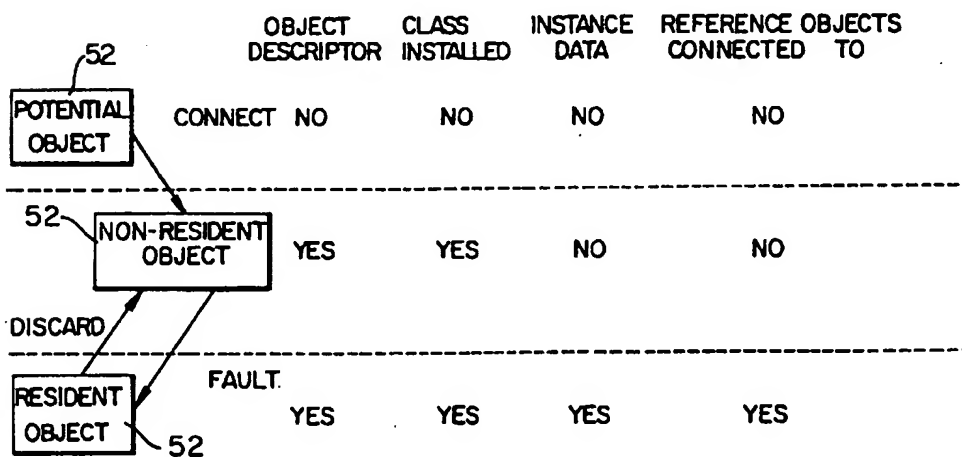 OBJECT DESCRIPTOR CLASS INSTALLED INSTANCE DATA REFERENCE OBJECTS CONNECTED TO
52
POTENTIAL OBJECT CONNECT NO NO NO NO
52
NON-RESIDENT OBJECT YES YES NO NO
DISCARD
FAULT.
RESIDENT OBJECT YES YES YES YES
52